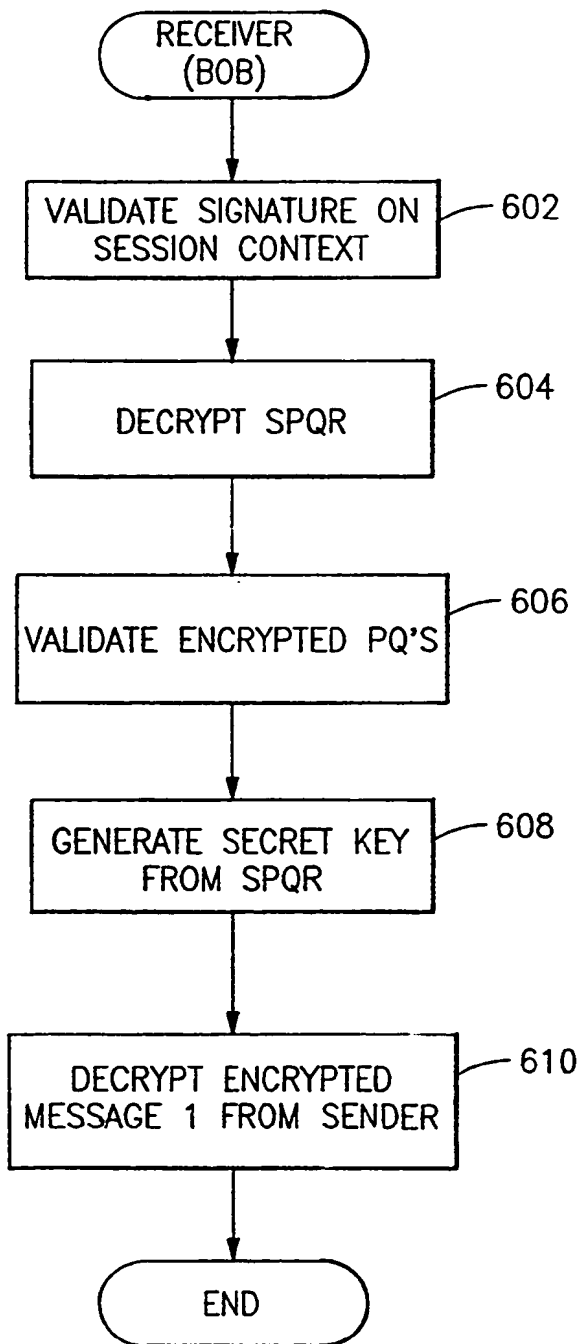 RECEIVER
(BOB)
VALIDATE SIGNATURE ON
SESSION CONTEXT
602
DECRYPT SPQR
604
VALIDATE ENCRYPTED PQ'S
606
GENERATE SECRET KEY
FROM SPQR
608
DECRYPT ENCRYPTED
MESSAGE 1 FROM SENDER
610
END